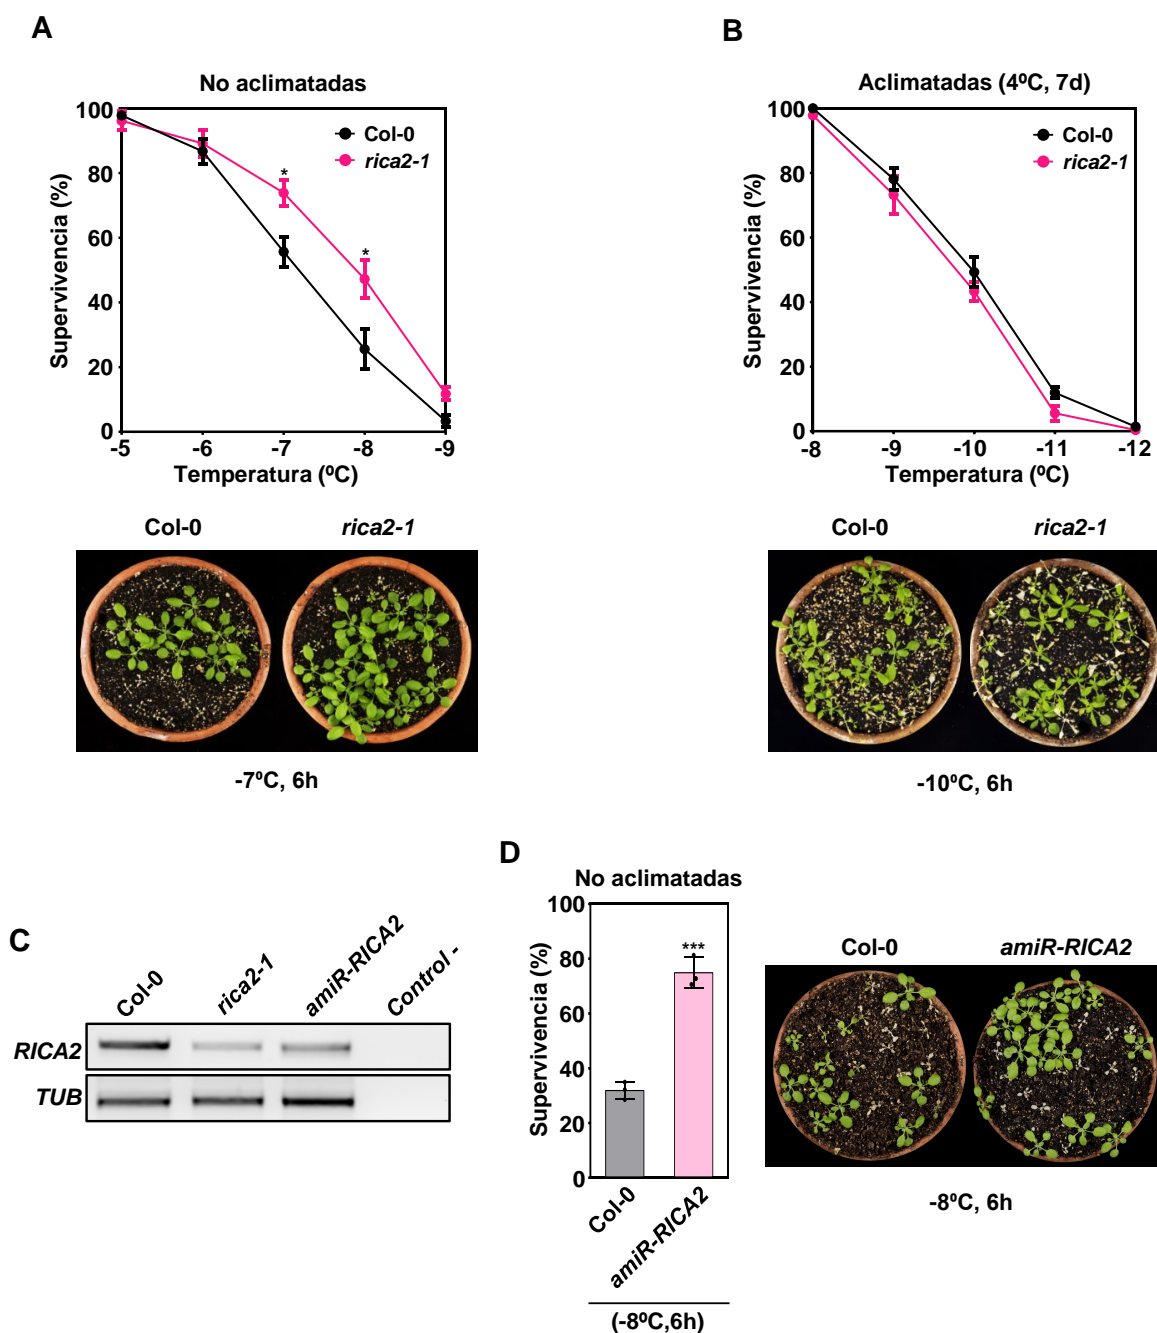 A
No aclimatadas
100
80
60
40
20
0
Supervivencia (%)
Col-0
rica2-1
*
*
-5 -6 -7 -8 -9
Temperatura (ºC)
Col-0 rica2-1
-7ºC, 6h
B
Aclimatadas (4ºC, 7d)
100
80
60
40
20
0
Supervivencia (%)
Col-0
rica2-1
-8 -9 -10 -11 -12
Temperatura (ºC)
Col-0 rica2-1
-10ºC, 6h
C
Col-0 rica2-1 amiR-RICA2 Control -
RICA2
TUB
D
No aclimatadas
100
80
60
40
20
0
Supervivencia (%)
***
Col-0 amiR-RICA2
(-8ºC,6h)
Col-0 amiR-RICA2
-8ºC, 6h